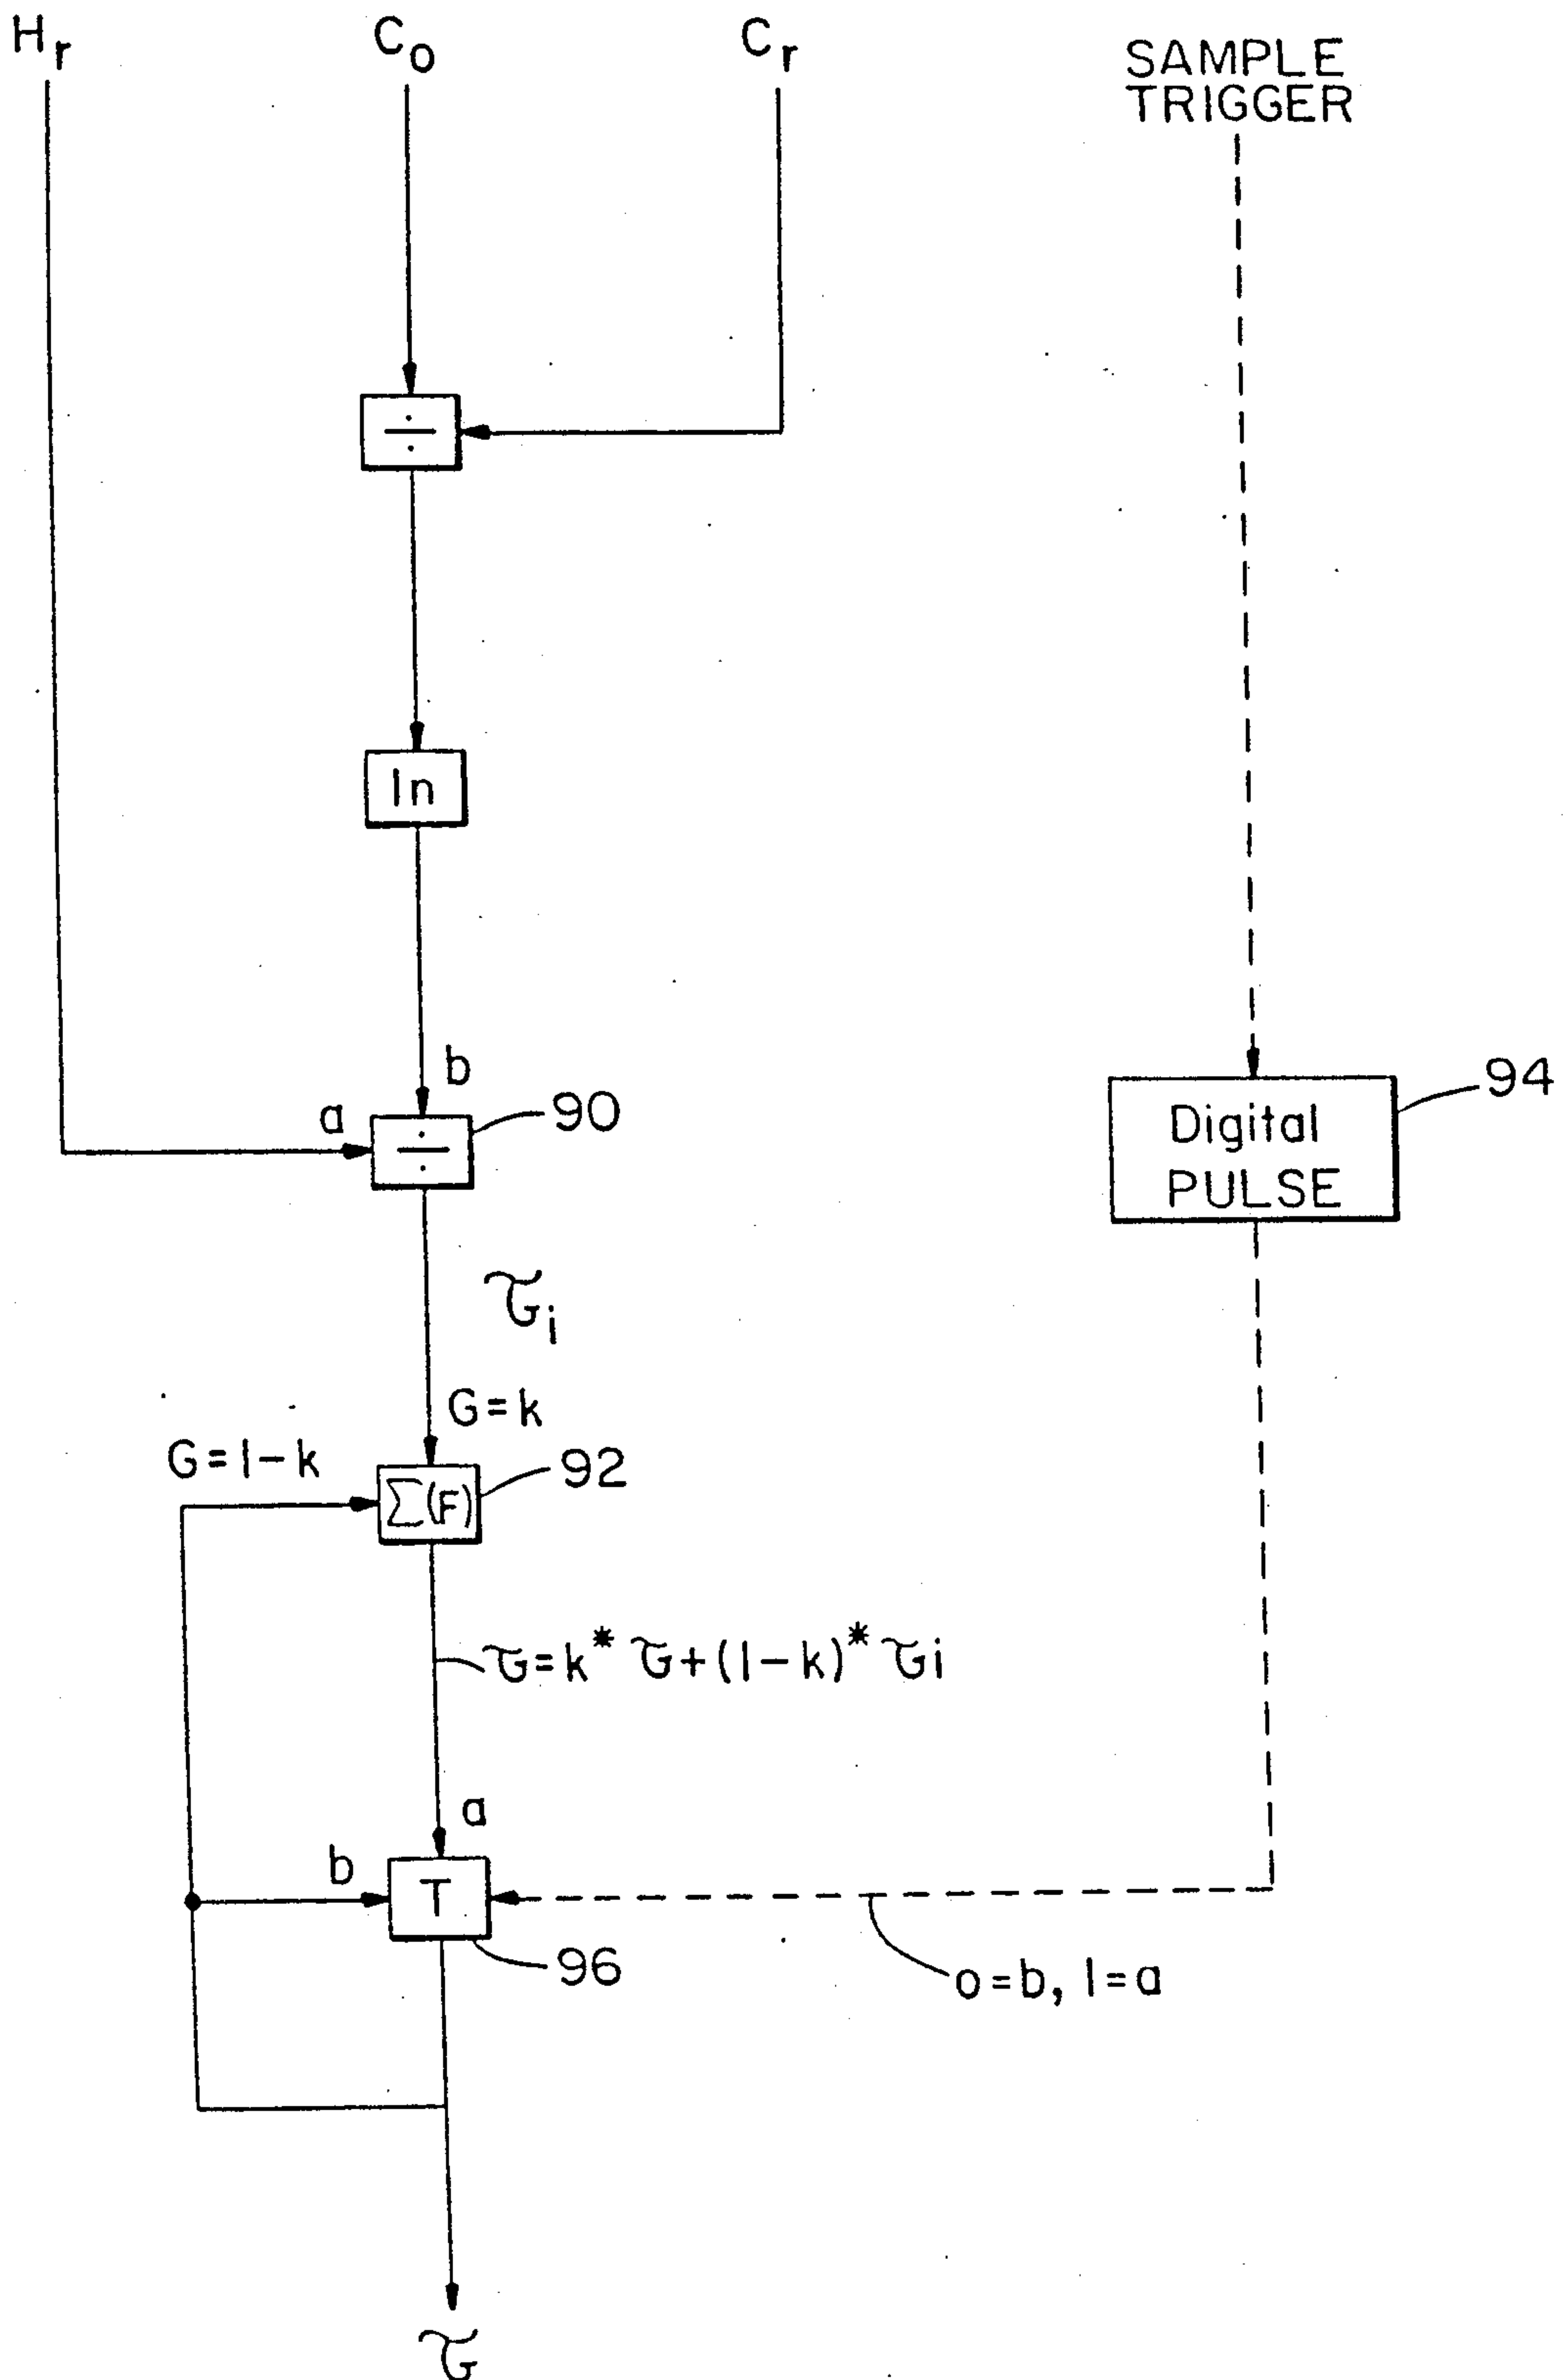 Hr
Co
Cr
SAMPLE
TRIGGER
÷
ln
b
a
÷
90
94
Digital
PULSE
τi
G=k
G=1-k
92
Σ(F)
τ=k* τ+(1-k)* τi
a
b
T
96
o=b, 1=a
τ